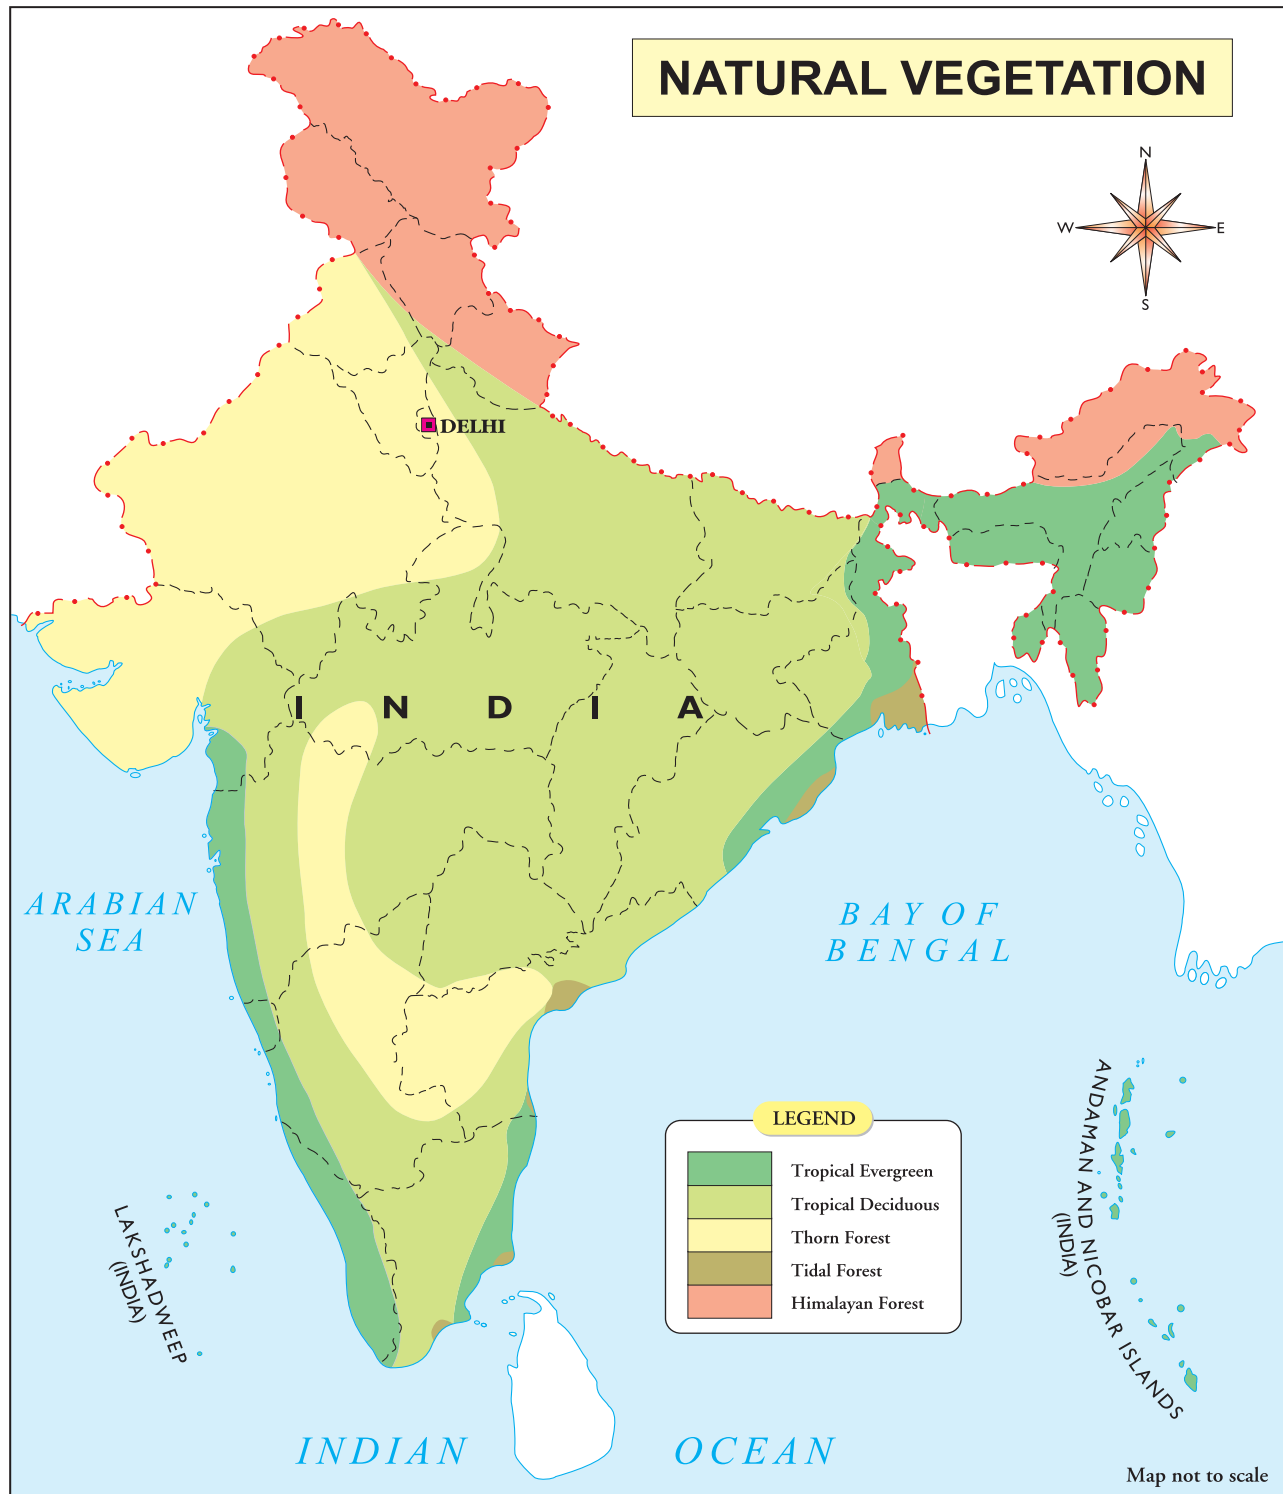 NATURAL VEGETATION
N
W
E
S
DELHI
I N D I A
ARABIAN
SEA
BAY OF
BENGAL
LAKSHADWEEP
(INDIA)
ANDAMAN AND NICOBAR ISLANDS
(INDIA)
LEGEND
Tropical Evergreen
Tropical Deciduous
Thorn Forest
Tidal Forest
Himalayan Forest
INDIAN OCEAN
Map not to scale